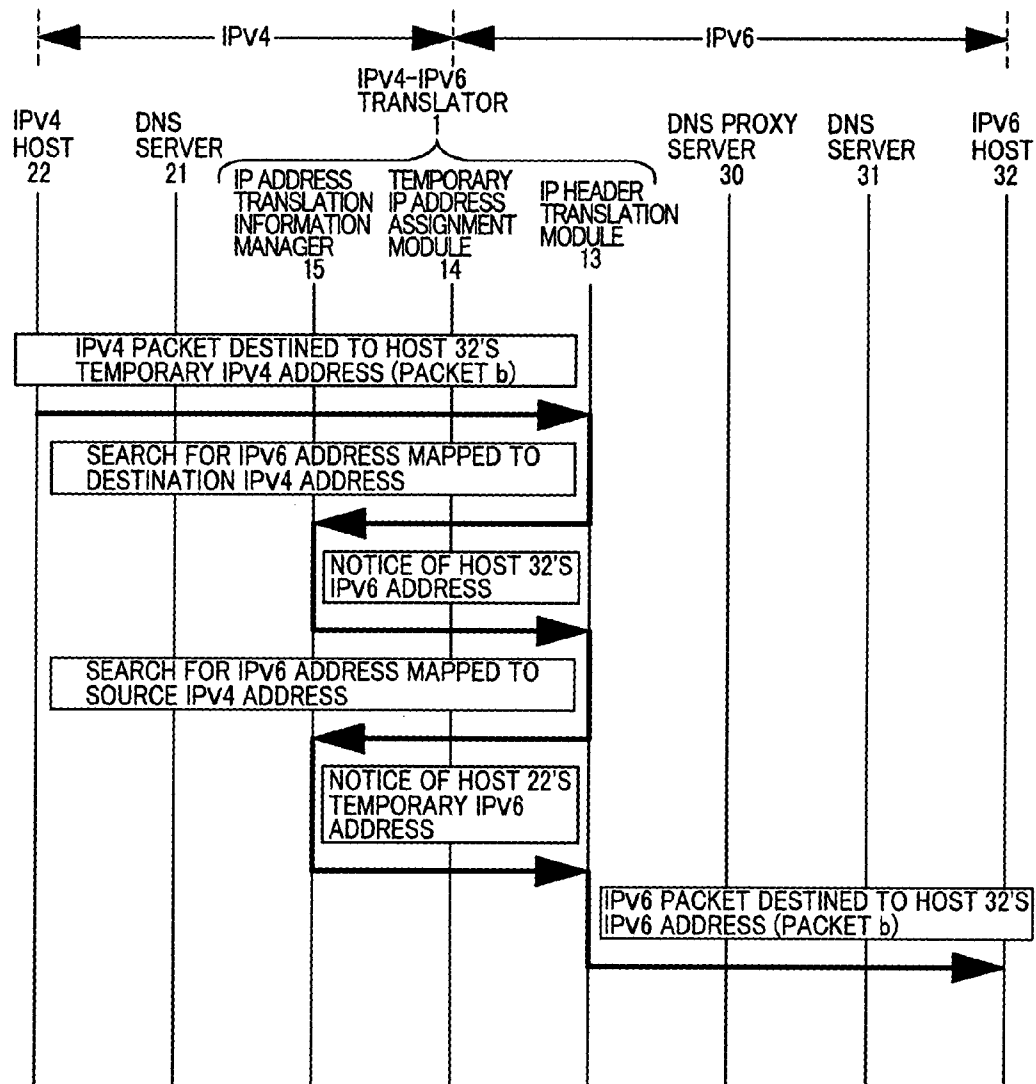 IPV4
IPV6
IPV4-IPV6
TRANSLATOR
1
IPV4
HOST
22
DNS
SERVER
21
IP ADDRESS
TRANSLATION
INFORMATION
MANAGER
15
TEMPORARY
IP ADDRESS
ASSIGNMENT
MODULE
14
IP HEADER
TRANSLATION
MODULE
13
DNS PROXY
SERVER
30
DNS
SERVER
31
IPV6
HOST
32
IPV4 PACKET DESTINED TO HOST 32'S
TEMPORARY IPV4 ADDRESS (PACKET b)
SEARCH FOR IPV6 ADDRESS MAPPED TO
DESTINATION IPV4 ADDRESS
NOTICE OF HOST 32'S
IPV6 ADDRESS
SEARCH FOR IPV6 ADDRESS MAPPED TO
SOURCE IPV4 ADDRESS
NOTICE OF HOST 22'S
TEMPORARY IPV6
ADDRESS
IPV6 PACKET DESTINED TO HOST 32'S
IPV6 ADDRESS (PACKET b)